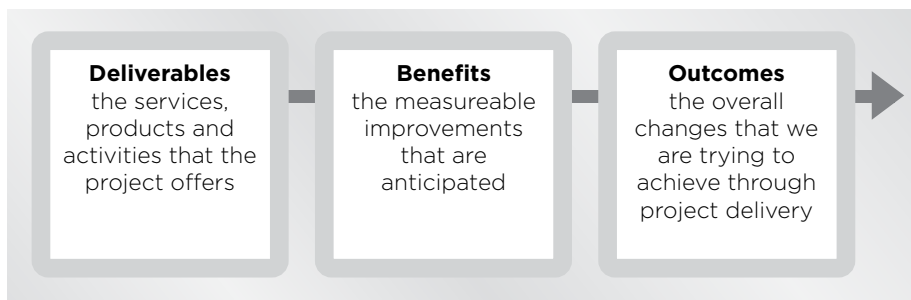 Deliverables
the services,
products and
activities that the
project offers
Benefits
the measureable
improvements
that are
anticipated
Outcomes
the overall
changes that we
are trying to
achieve through
project delivery